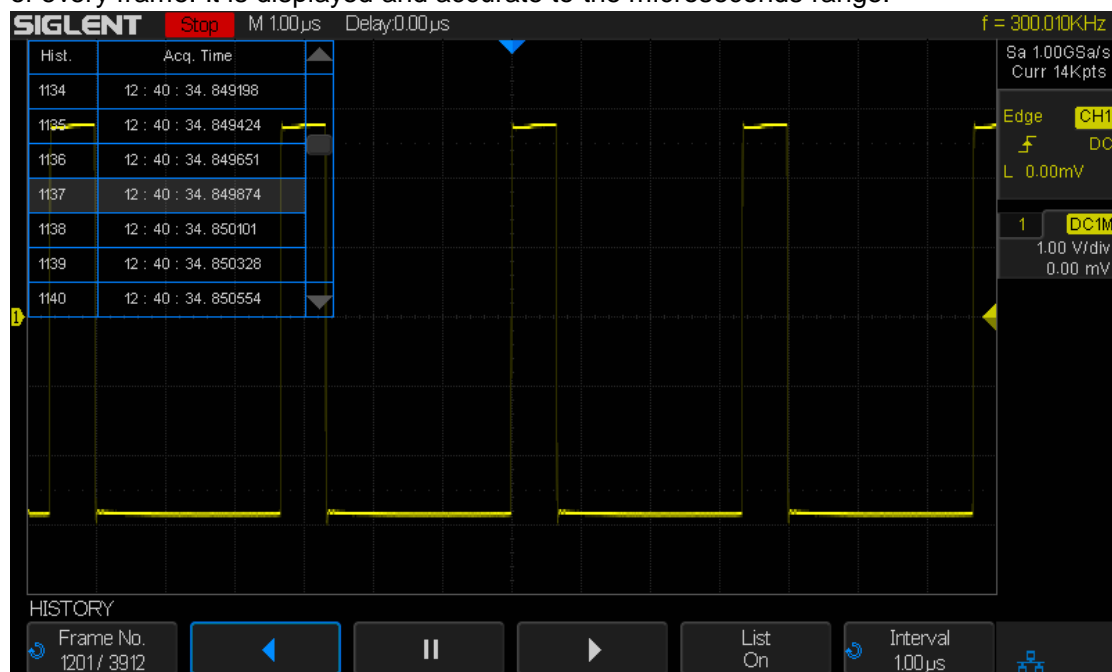 of every frame. It is displayed and accurate to the microseconds range.
SIGLENT Stop M 1.00µs Delay:0.00µs f = 300.010KHz
Hist. Acq. Time
1134 12 : 40 : 34. 849198
1135 12 : 40 : 34. 849424
1136 12 : 40 : 34. 849651
1137 12 : 40 : 34. 849874
1138 12 : 40 : 34. 850101
1139 12 : 40 : 34. 850328
1140 12 : 40 : 34. 850554
Sa 1.00GSa/s
Curr 14Kpts
Edge CH1
DC
L 0.00mV
1 DC1M
1.00 V/div
0.00 mV
1
HISTORY
Frame No.
1201 / 3912
List
On
Interval
1.00µs